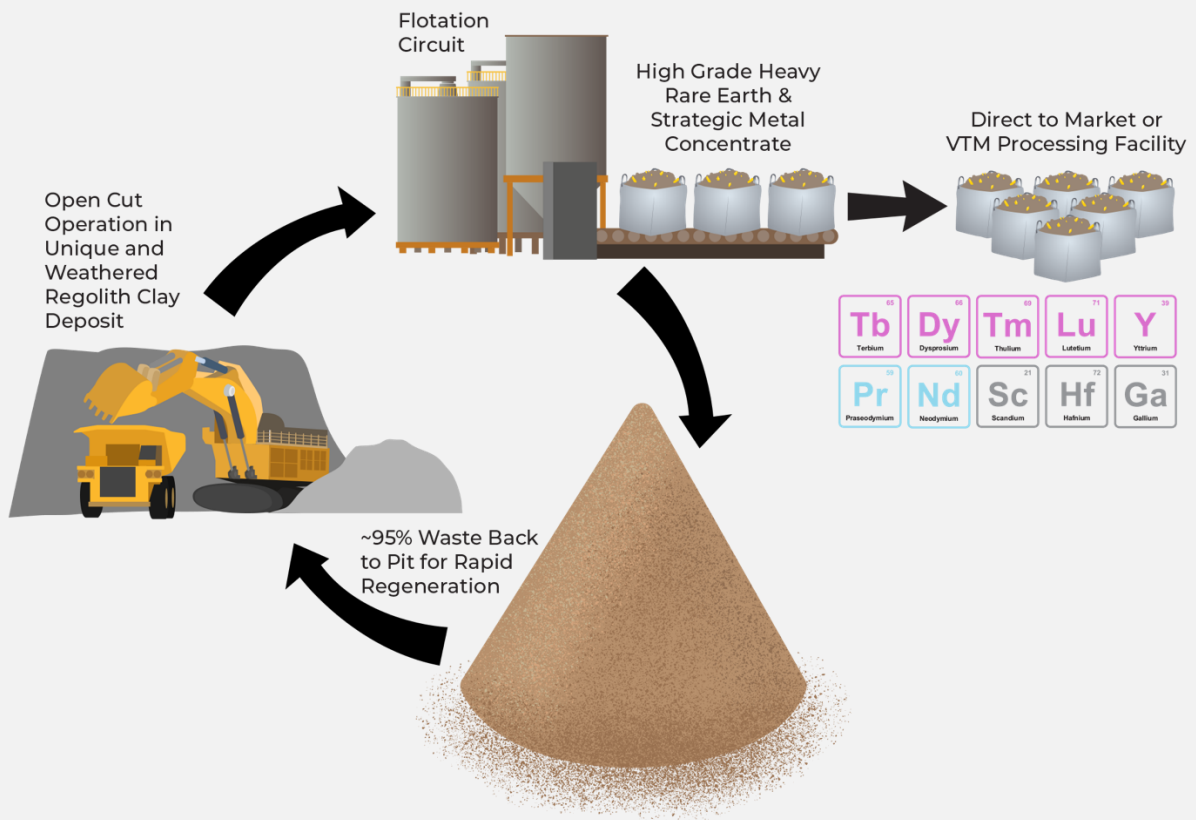 Flotation
Circuit
High Grade Heavy
Rare Earth &
Strategic Metal
Concentrate
Direct to Market or
VTM Processing Facility
Open Cut
Operation in
Unique and
Weathered
Regolith Clay
Deposit
65
Tb
Terbium
66
Dy
Dysprosium
69
Tm
Thulium
71
Lu
Lutetium
39
Y
Yttrium
59
Pr
Praseodymium
60
Nd
Neodymium
21
Sc
Scandium
72
Hf
Hafnium
31
Ga
Gallium
~95% Waste Back
to Pit for Rapid
Regeneration